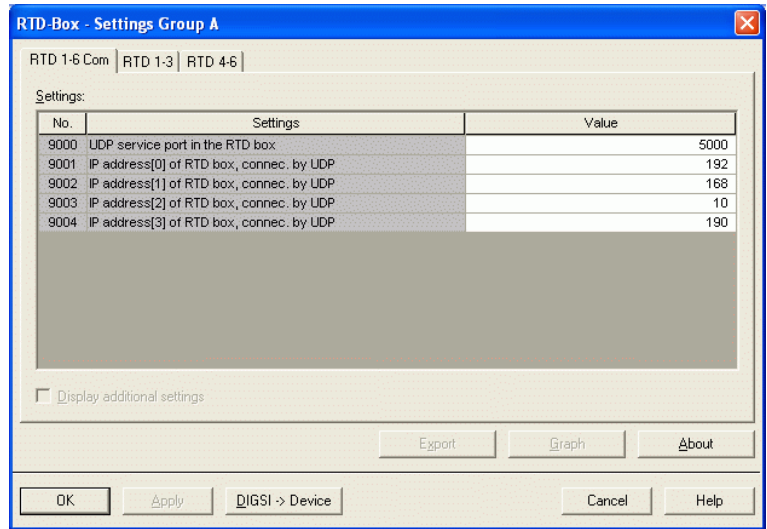 RTD-Box - Settings Group A
RTD 1-6 Com RTD 1-3 RTD 4-6
Settings:
No. Settings Value
9000 UDP service port in the RTD box 5000
9001 IP address[0] of RTD box, connec. by UDP 192
9002 IP address[1] of RTD box, connec. by UDP 168
9003 IP address[2] of RTD box, connec. by UDP 10
9004 IP address[3] of RTD box, connec. by UDP 190
Display additional settings
Export Graph About
OK Apply DIGSI -> Device Cancel Help